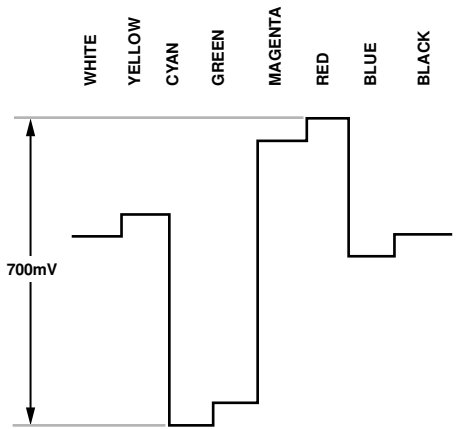 WHITE
YELLOW
CYAN
GREEN
MAGENTA
RED
BLUE
BLACK
700mV